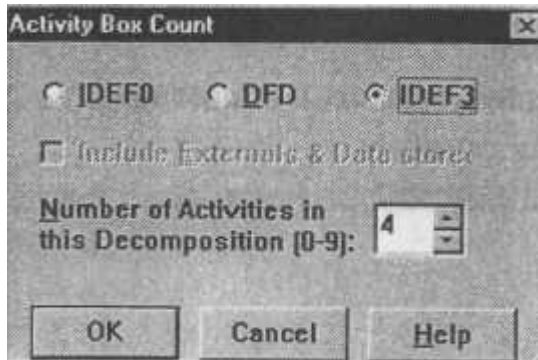 Activity Box Count
IDEF0 DFD IDEF3
Include Externals & Data stores
Number of Activities in
this Decomposition (0-9): 4
OK Cancel Help